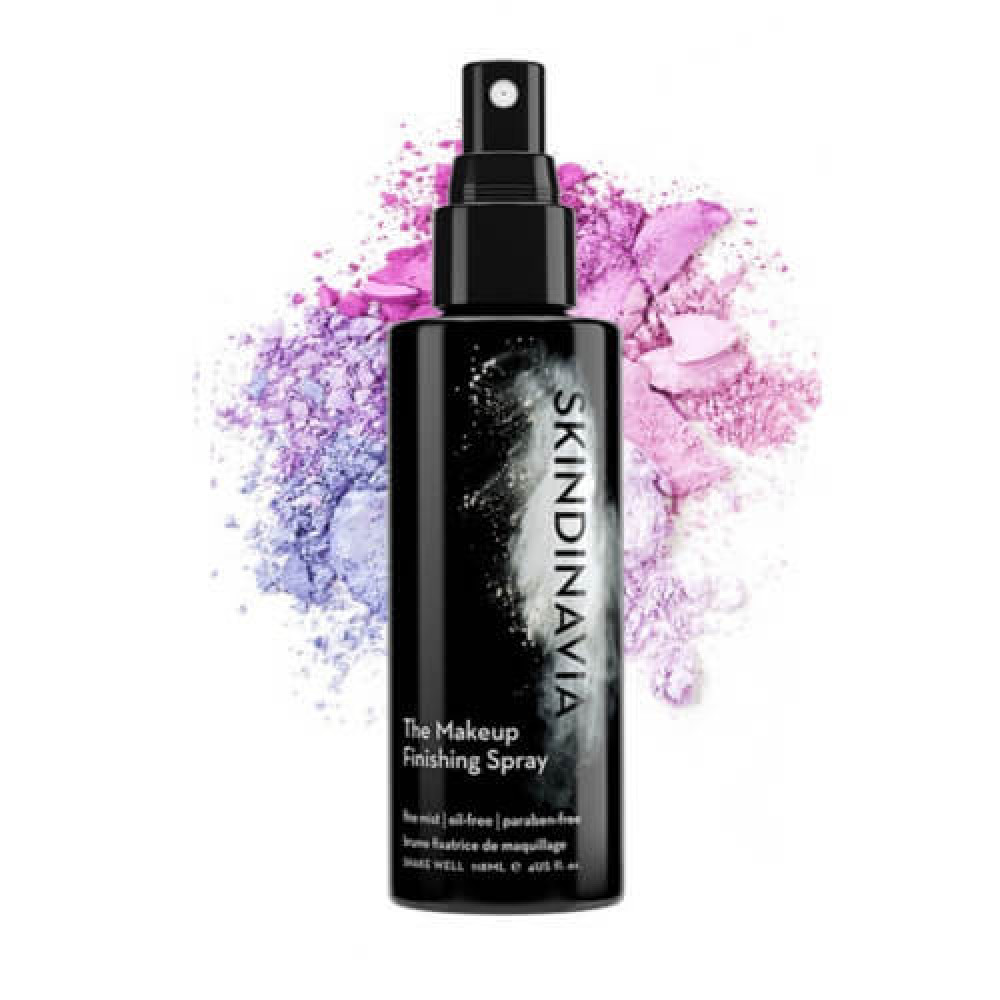 SKINDINAVIA
The Makeup
Finishing Spray
fine mist | oil-free | paraben-free
brume fixatrice de maquillage
SHAKE WELL 118ML ℮ 4US fl. oz.